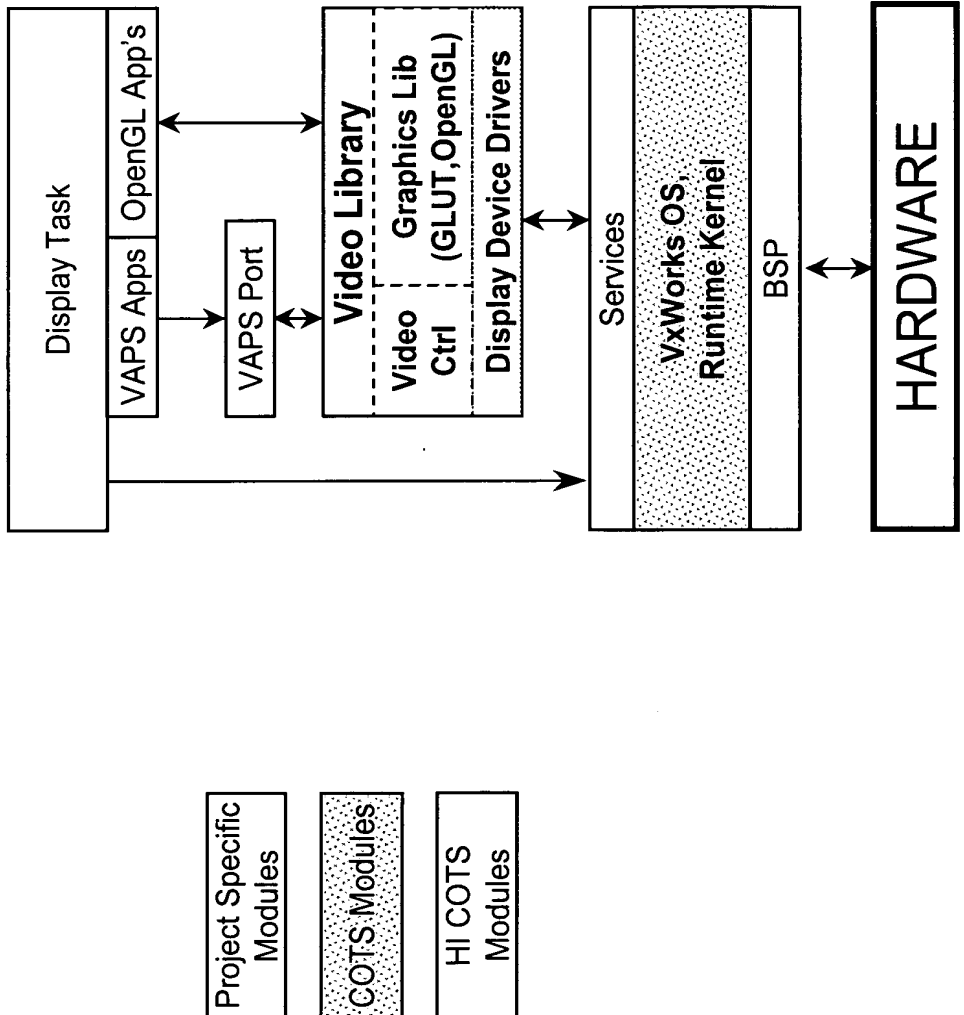 Display Task
VAPS Apps
OpenGL App's
VAPS Port
Video Library
Video
Ctrl
Graphics Lib
(GLUT,OpenGL)
Display Device Drivers
Services
VxWorks OS,
Runtime Kernel
BSP
HARDWARE
Project Specific
Modules
COTS Modules
HI COTS
Modules